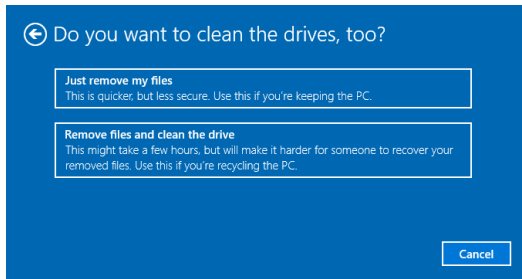 Do you want to clean the drives, too?
Just remove my files
This is quicker, but less secure. Use this if you're keeping the PC.
Remove files and clean the drive
This might take a few hours, but will make it harder for someone to recover your
removed files. Use this if you're recycling the PC.
Cancel